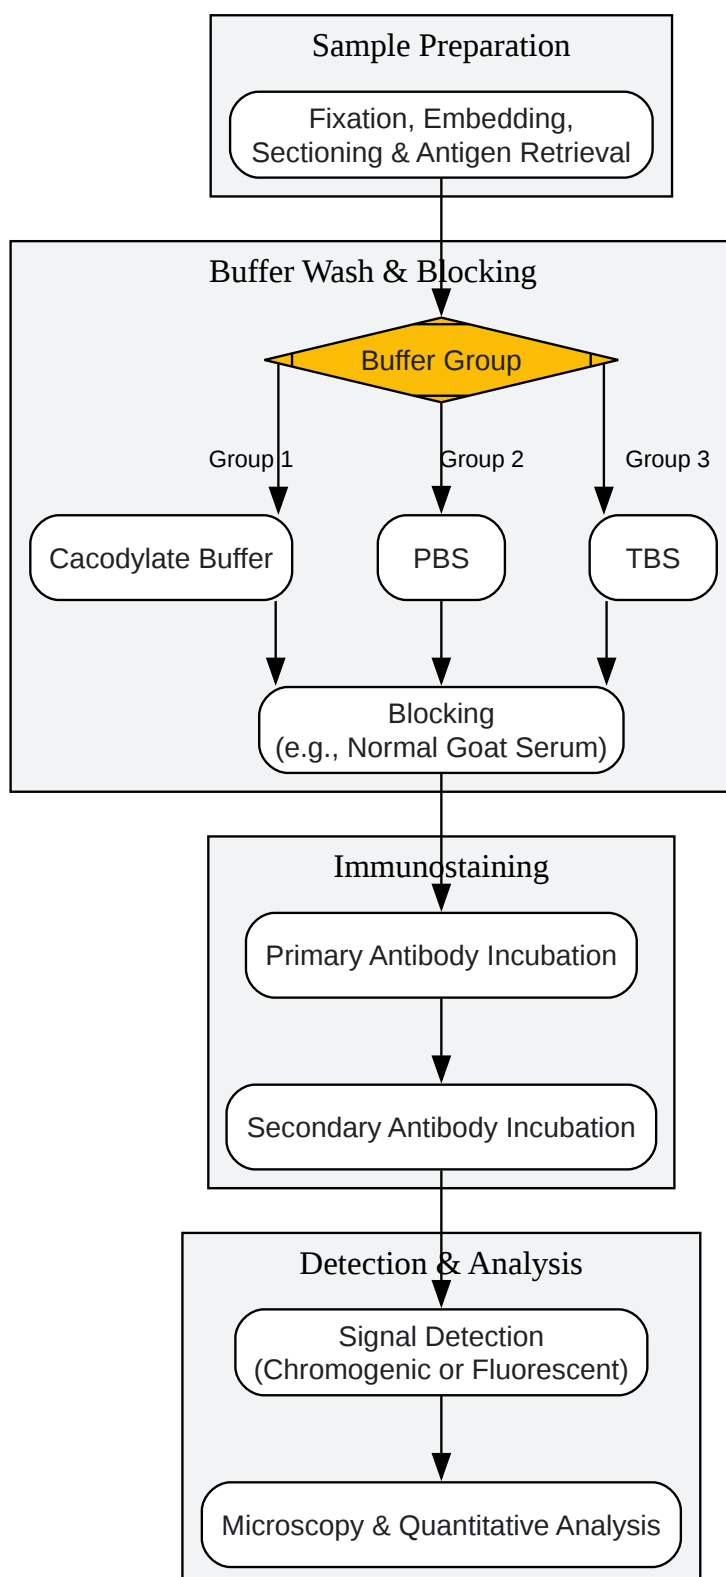 Sample Preparation
Fixation, Embedding,
Sectioning & Antigen Retrieval
Buffer Wash & Blocking
Buffer Group
Group 1
Group 2
Group 3
Cacodylate Buffer
PBS
TBS
Blocking
(e.g., Normal Goat Serum)
Immunostaining
Primary Antibody Incubation
Secondary Antibody Incubation
Detection & Analysis
Signal Detection
(Chromogenic or Fluorescent)
Microscopy & Quantitative Analysis